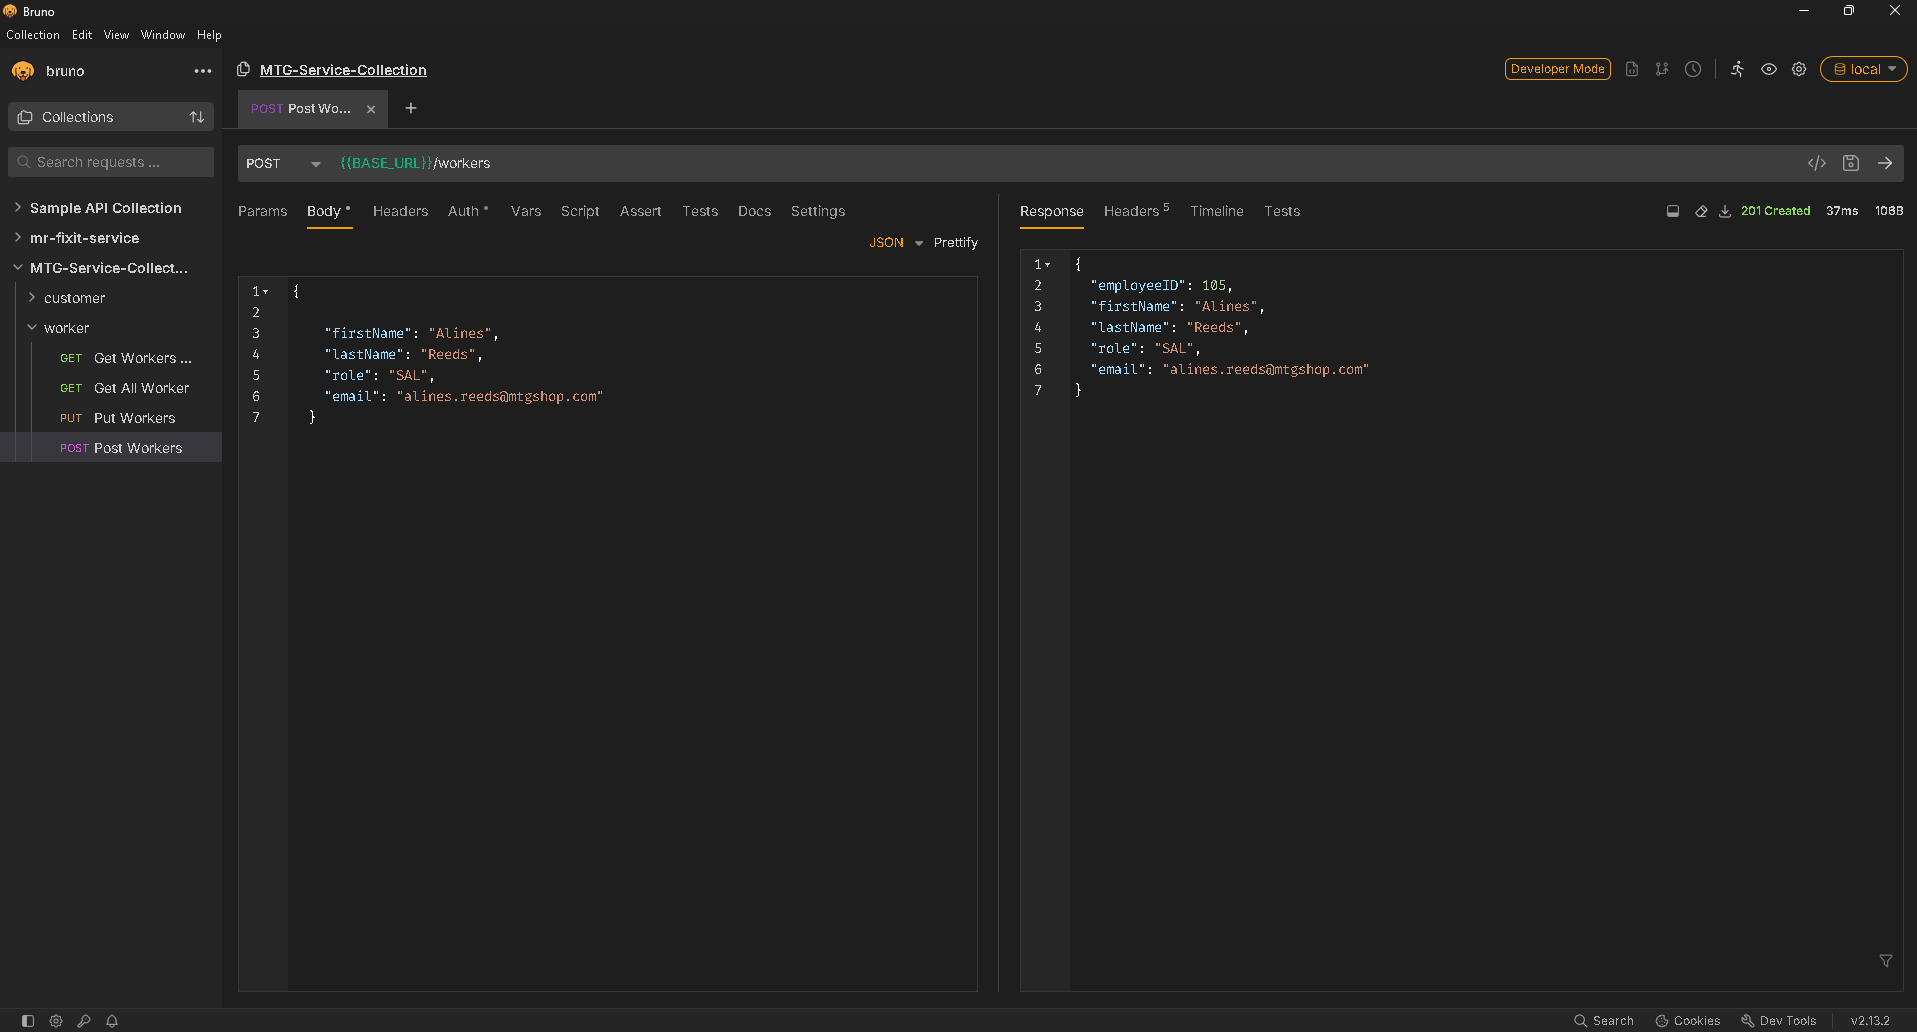 Bruno
Collection Edit View Window Help
bruno
MTG-Service-Collection
Developer Mode
local
Collections
POST Post Wo...
Search requests ...
POST
{{BASE_URL}}/workers
Sample API Collection
mr-fixit-service
MTG-Service-Collect...
customer
worker
GET Get Workers ...
GET Get All Worker
PUT Put Workers
POST Post Workers
Params Body Headers Auth Vars Script Assert Tests Docs Settings
JSON Prettify
1 {
2
3 "firstName": "Alines",
4 "lastName": "Reeds",
5 "role": "SAL",
6 "email": "alines.reeds@mtgshop.com"
7 }
Response Headers 5 Timeline Tests
201 Created 37ms 106B
1 {
2 "employeeID": 105,
3 "firstName": "Alines",
4 "lastName": "Reeds",
5 "role": "SAL",
6 "email": "alines.reeds@mtgshop.com"
7 }
Search Cookies Dev Tools v2.13.2